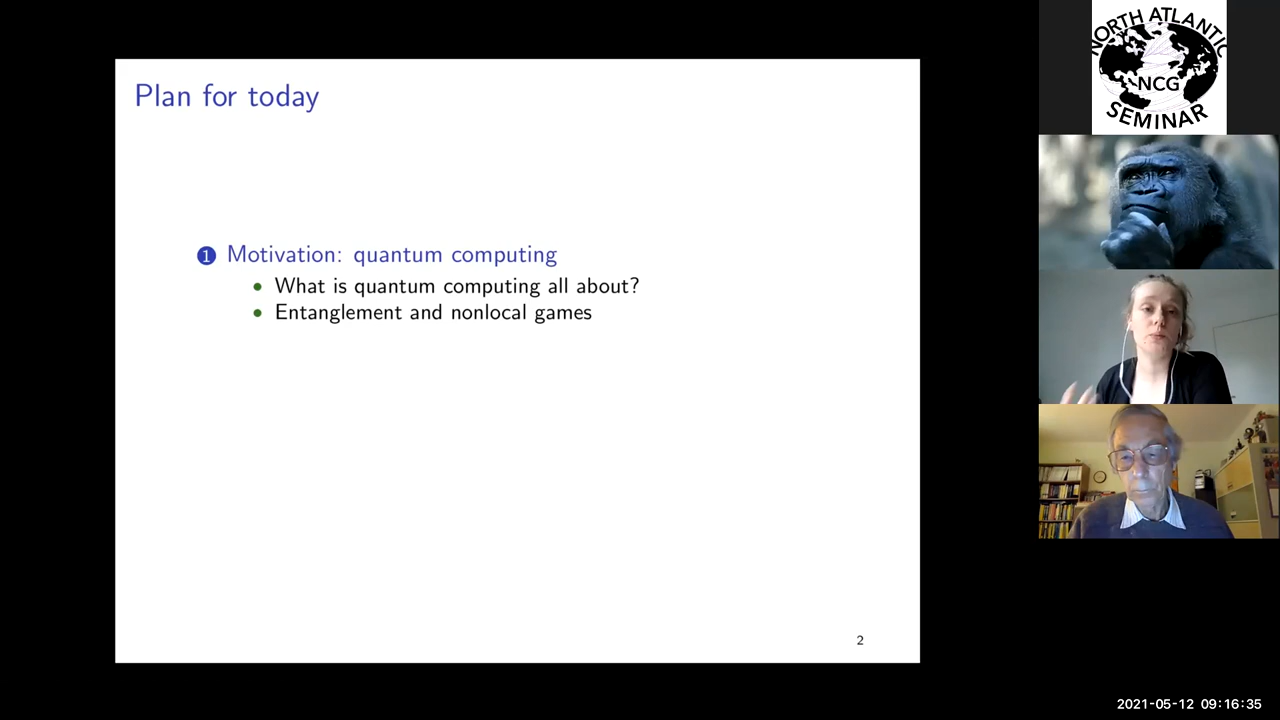 Plan for today
1 Motivation: quantum computing
• What is quantum computing all about?
• Entanglement and nonlocal games
2
NORTH ATLANTIC
NCG
SEMINAR
2021-05-12 09:16:35